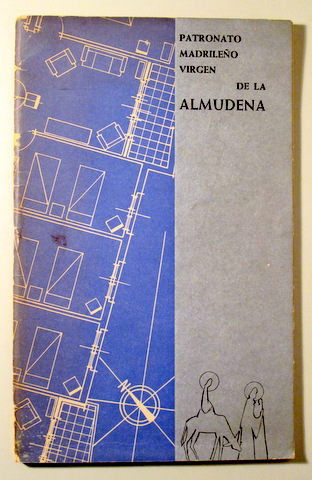 PATRONATO
MADRILEÑO
VIRGEN
DE LA
ALMUDENA
N